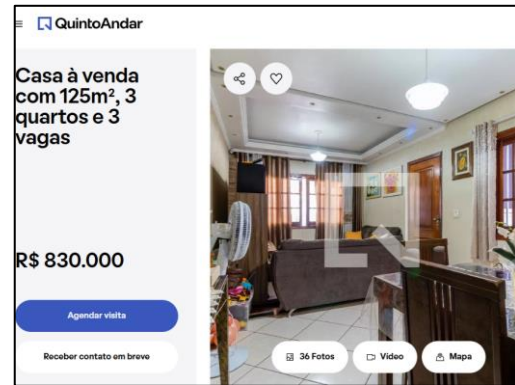 QuintoAndar
Casa à venda
com 125m², 3
quartos e 3
vagas
R$ 830.000
Agendar visita
Receber contato em breve
36 Fotos
Vídeo
Mapa